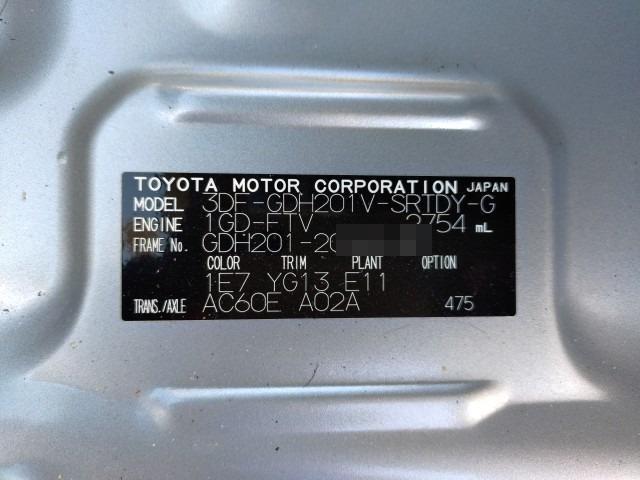 TOYOTA MOTOR CORPORATION JAPAN
MODEL 3DF-GDH201V-SRTDY-G
ENGINE 1GD-FTV 2754 mL
FRAME No. GDH201-20
COLOR TRIM PLANT OPTION
1E7 YG13 E11
TRANS./AXLE AC60E A02A 475